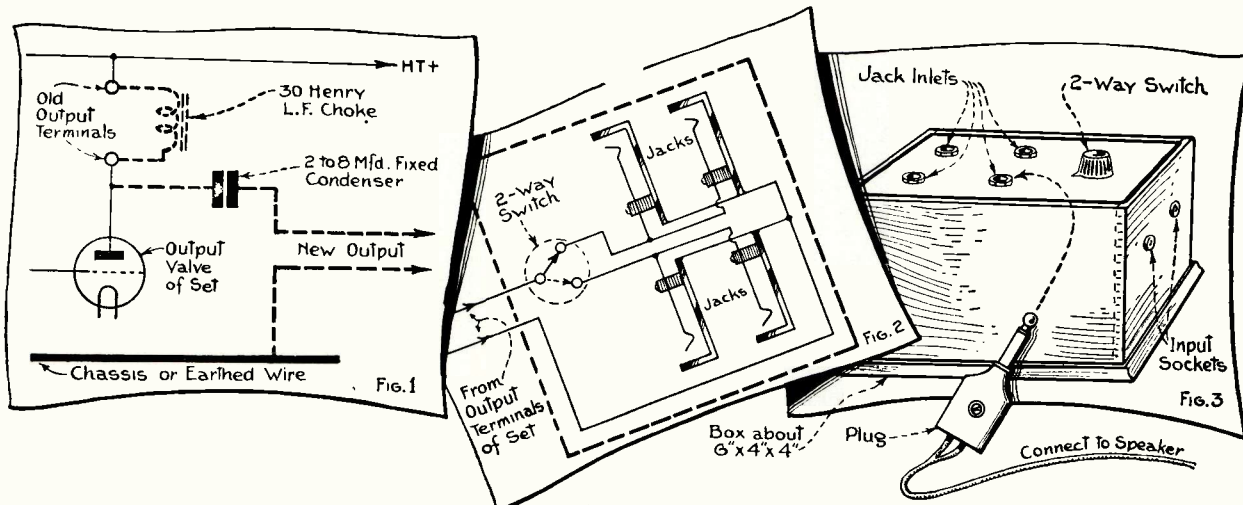 HT+
Old
Output
Terminals
30 Henry
L.F. Choke
2 to 8 Mfd. Fixed
Condenser
Output
Valve
of Set
New Output
Chassis or Earthed Wire
FIG.1
2-Way
Switch
Jacks
Jacks
From
Output
Terminals
of Set
FIG. 2
Jack Inlets
2-Way Switch
Input
Sockets
FIG.3
Box about
6"x4"x4"
Plug
Connect to Speaker